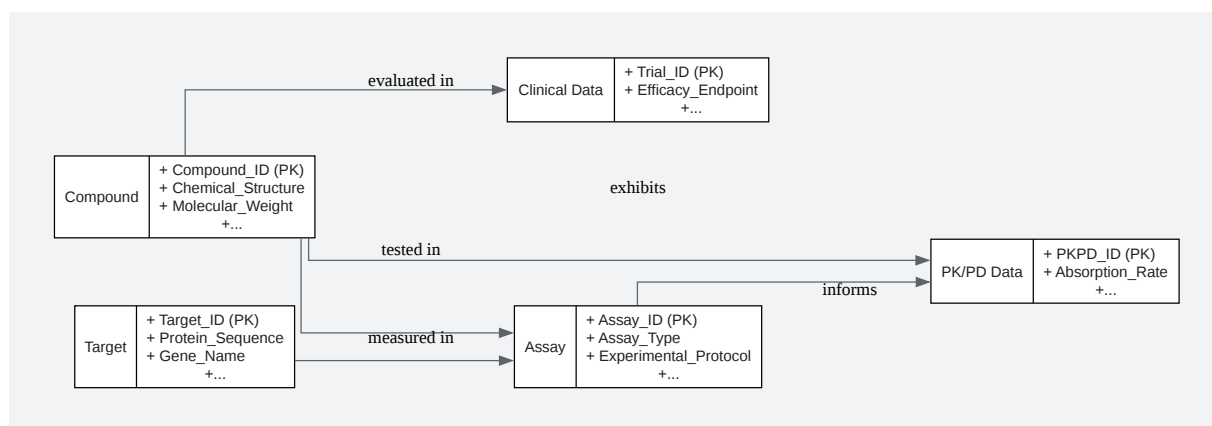 evaluated in
Clinical Data
+ Trial_ID (PK)
+ Efficacy_Endpoint
+...
Compound
+ Compound_ID (PK)
+ Chemical_Structure
+ Molecular_Weight
+...
exhibits
tested in
PK/PD Data
+ PKPD_ID (PK)
+ Absorption_Rate
+...
informs
Target
+ Target_ID (PK)
+ Protein_Sequence
+ Gene_Name
+...
measured in
Assay
+ Assay_ID (PK)
+ Assay_Type
+ Experimental_Protocol
+...